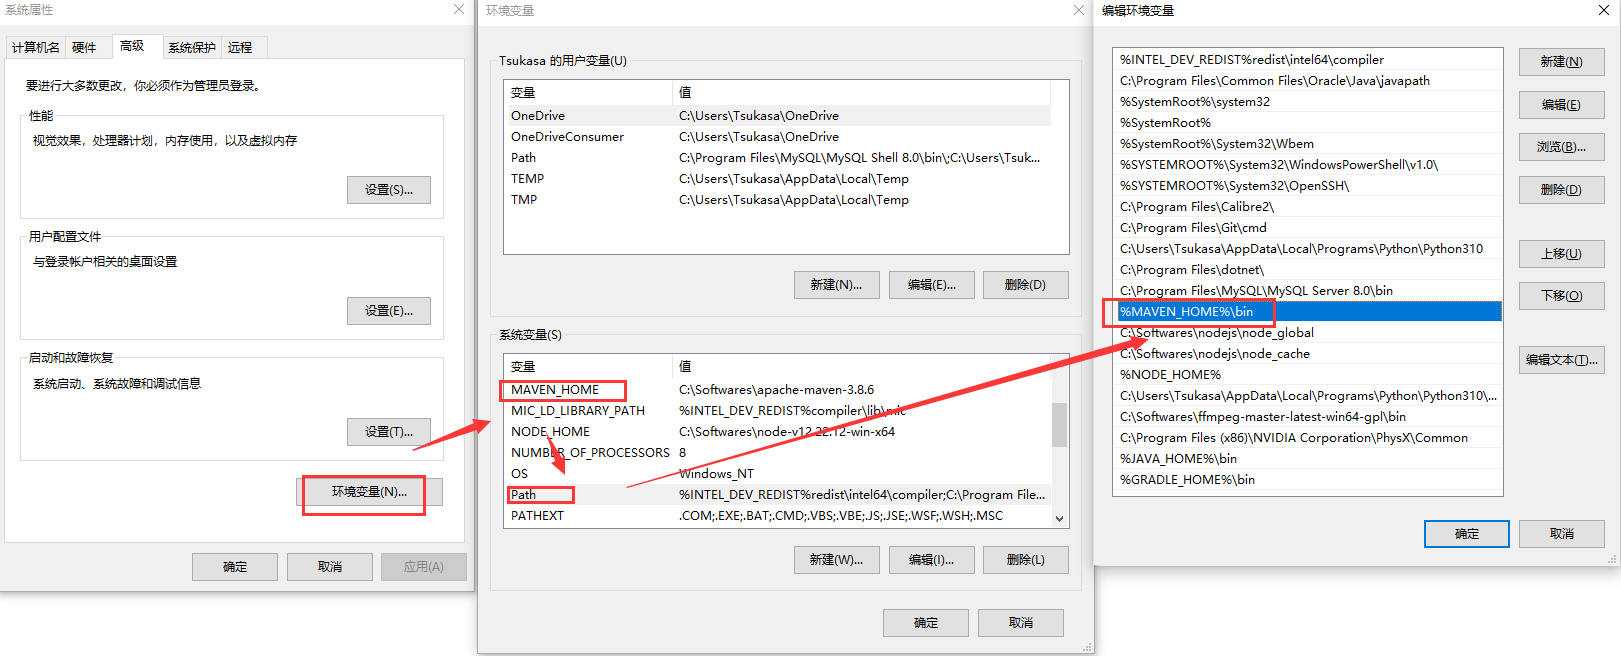 系统属性
计算机名 硬件 高级 系统保护 远程
要进行大多数更改，你必须作为管理员登录。
性能
视觉效果，处理器计划，内存使用，以及虚拟内存
设置(S)...
用户配置文件
与登录帐户相关的桌面设置
设置(E)...
启动和故障恢复
系统启动、系统故障和调试信息
设置(T)...
环境变量(N)...
确定 取消 应用(A)
环境变量
Tsukasa 的用户变量(U)
变量 值
OneDrive C:\Users\Tsukasa\OneDrive
OneDriveConsumer C:\Users\Tsukasa\OneDrive
Path C:\Program Files\MySQL\MySQL Shell 8.0\bin\;C:\Users\Tsuk...
TEMP C:\Users\Tsukasa\AppData\Local\Temp
TMP C:\Users\Tsukasa\AppData\Local\Temp
新建(N)... 编辑(E)... 删除(D)
系统变量(S)
变量 值
MAVEN_HOME C:\Softwares\apache-maven-3.8.6
MIC_LD_LIBRARY_PATH %INTEL_DEV_REDIST%compiler\lib\mic
NODE_HOME C:\Softwares\node-v12.22.12-win-x64
NUMBER_OF_PROCESSORS 8
OS Windows_NT
Path %INTEL_DEV_REDIST%redist\intel64\compiler;C:\Program File...
PATHEXT .COM;.EXE;.BAT;.CMD;.VBS;.VBE;.JS;.JSE;.WSF;.WSH;.MSC
新建(W)... 编辑(I)... 删除(L)
确定 取消
编辑环境变量
%INTEL_DEV_REDIST%redist\intel64\compiler
C:\Program Files\Common Files\Oracle\Java\javapath
%SystemRoot%\system32
%SystemRoot%
%SystemRoot%\System32\Wbem
%SYSTEMROOT%\System32\WindowsPowerShell\v1.0\
%SYSTEMROOT%\System32\OpenSSH\
C:\Program Files\Calibre2\
C:\Program Files\Git\cmd
C:\Users\Tsukasa\AppData\Local\Programs\Python\Python310
C:\Program Files\dotnet\
C:\Program Files\MySQL\MySQL Server 8.0\bin
%MAVEN_HOME%\bin
C:\Softwares\nodejs\node_global
C:\Softwares\nodejs\node_cache
%NODE_HOME%
C:\Users\Tsukasa\AppData\Local\Programs\Python\Python310\...
C:\Softwares\ffmpeg-master-latest-win64-gpl\bin
C:\Program Files (x86)\NVIDIA Corporation\PhysX\Common
%JAVA_HOME%\bin
%GRADLE_HOME%\bin
新建(N)
编辑(E)
浏览(B)...
删除(D)
上移(U)
下移(O)
编辑文本(T)...
确定 取消